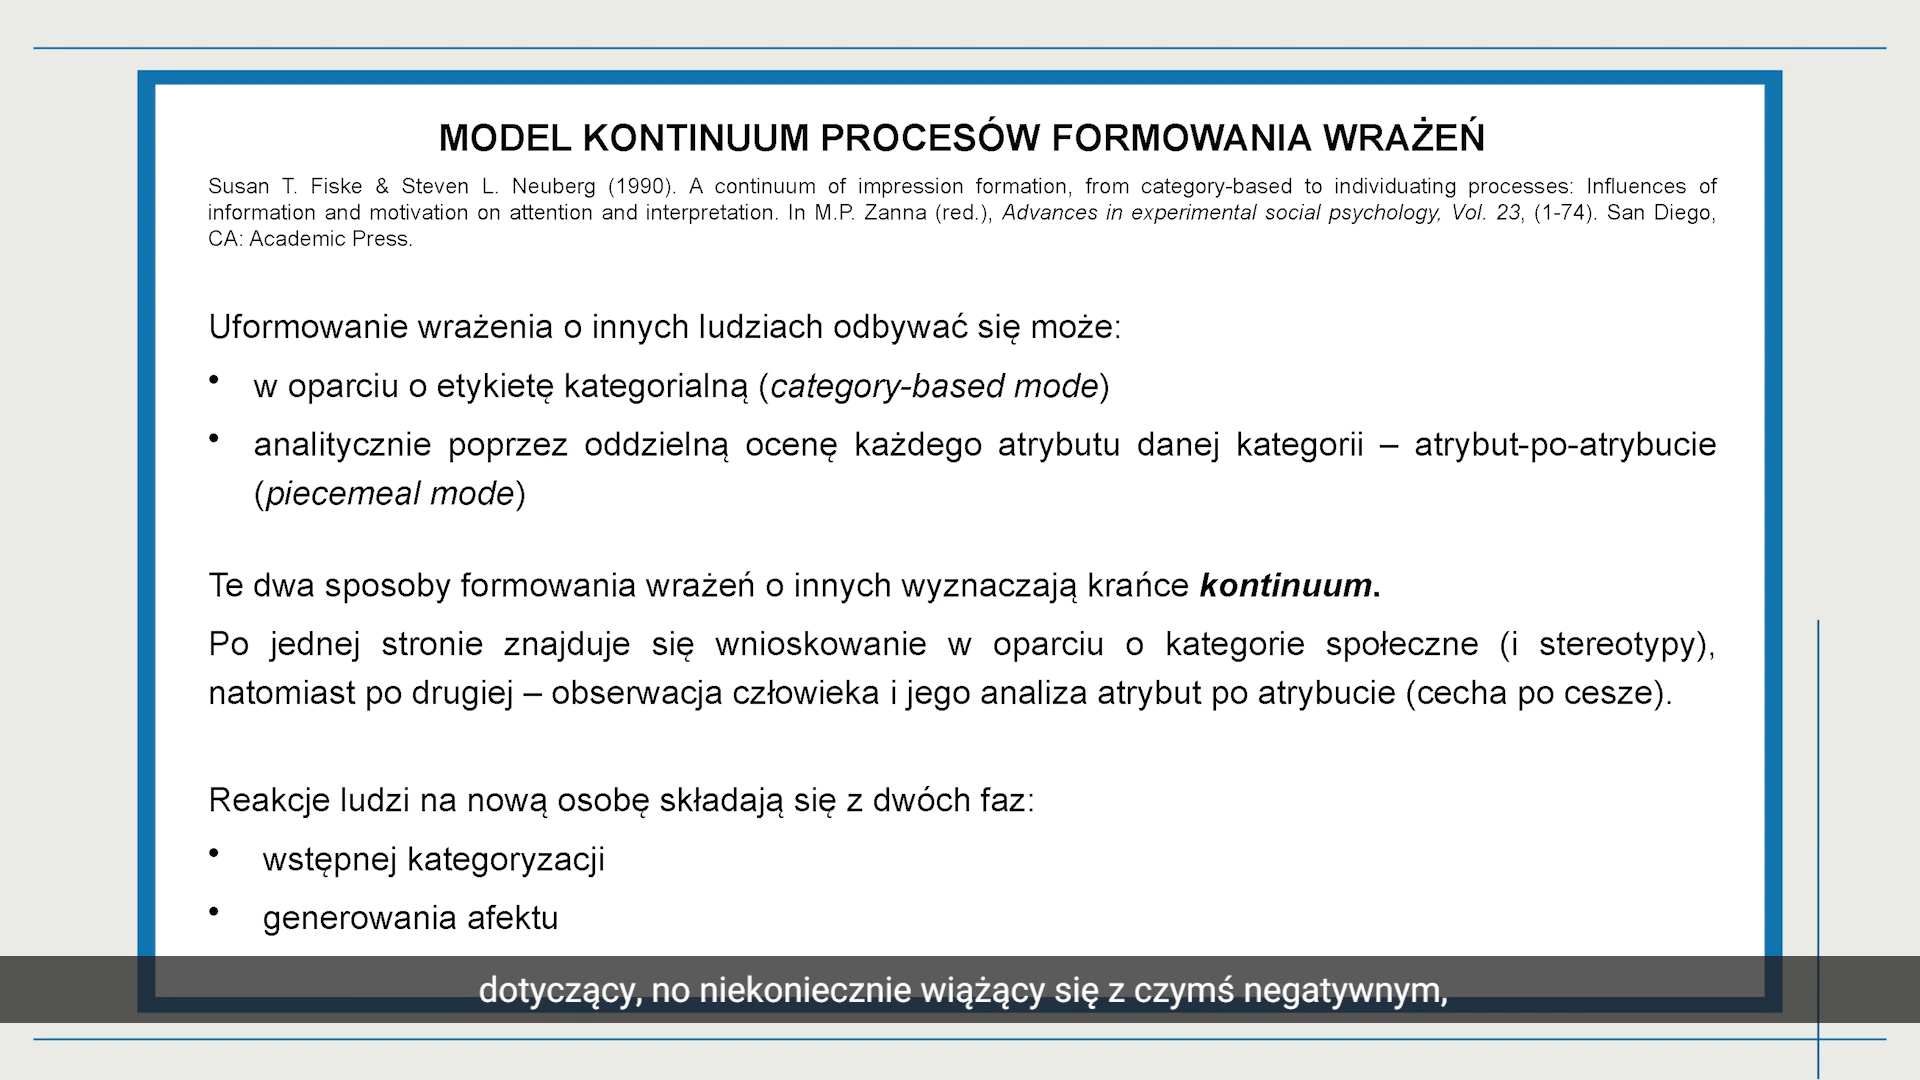 MODEL KONTINUUM PROCESÓW FORMOWANIA WRAŻEŃ
Susan T. Fiske & Steven L. Neuberg (1990). A continuum of impression formation, from category-based to individuating processes: Influences of
information and motivation on attention and interpretation. In M.P. Zanna (red.), Advances in experimental social psychology, Vol. 23, (1-74). San Diego,
CA: Academic Press.
Uformowanie wrażenia o innych ludziach odbywać się może:
• w oparciu o etykietę kategorialną (category-based mode)
• analitycznie poprzez oddzielną ocenę każdego atrybutu danej kategorii – atrybut-po-atrybucie
(piecemeal mode)
Te dwa sposoby formowania wrażeń o innych wyznaczają krańce kontinuum.
Po jednej stronie znajduje się wnioskowanie w oparciu o kategorie społeczne (i stereotypy),
natomiast po drugiej – obserwacja człowieka i jego analiza atrybut po atrybucie (cecha po cesze).
Reakcje ludzi na nową osobę składają się z dwóch faz:
• wstępnej kategoryzacji
• generowania afektu
dotyczący, no niekoniecznie wiążący się z czymś negatywnym,